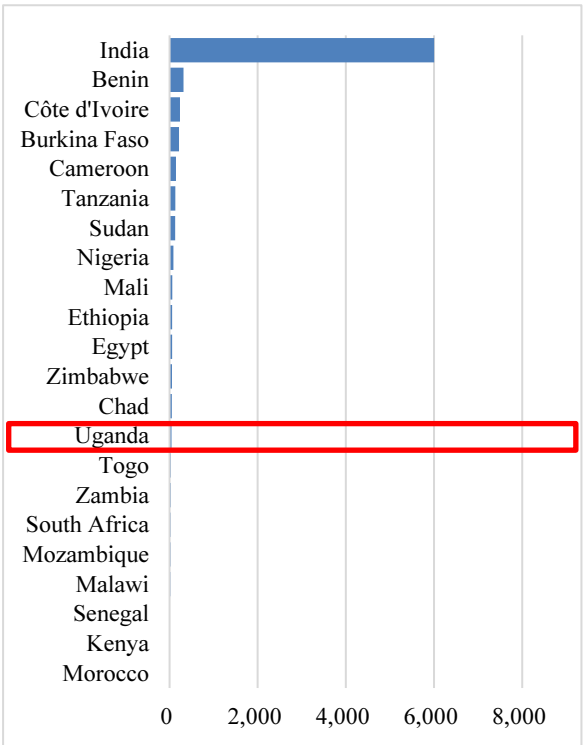 India
Benin
Côte d'Ivoire
Burkina Faso
Cameroon
Tanzania
Sudan
Nigeria
Mali
Ethiopia
Egypt
Zimbabwe
Chad
Uganda
Togo
Zambia
South Africa
Mozambique
Malawi
Senegal
Kenya
Morocco
0 2,000 4,000 6,000 8,000